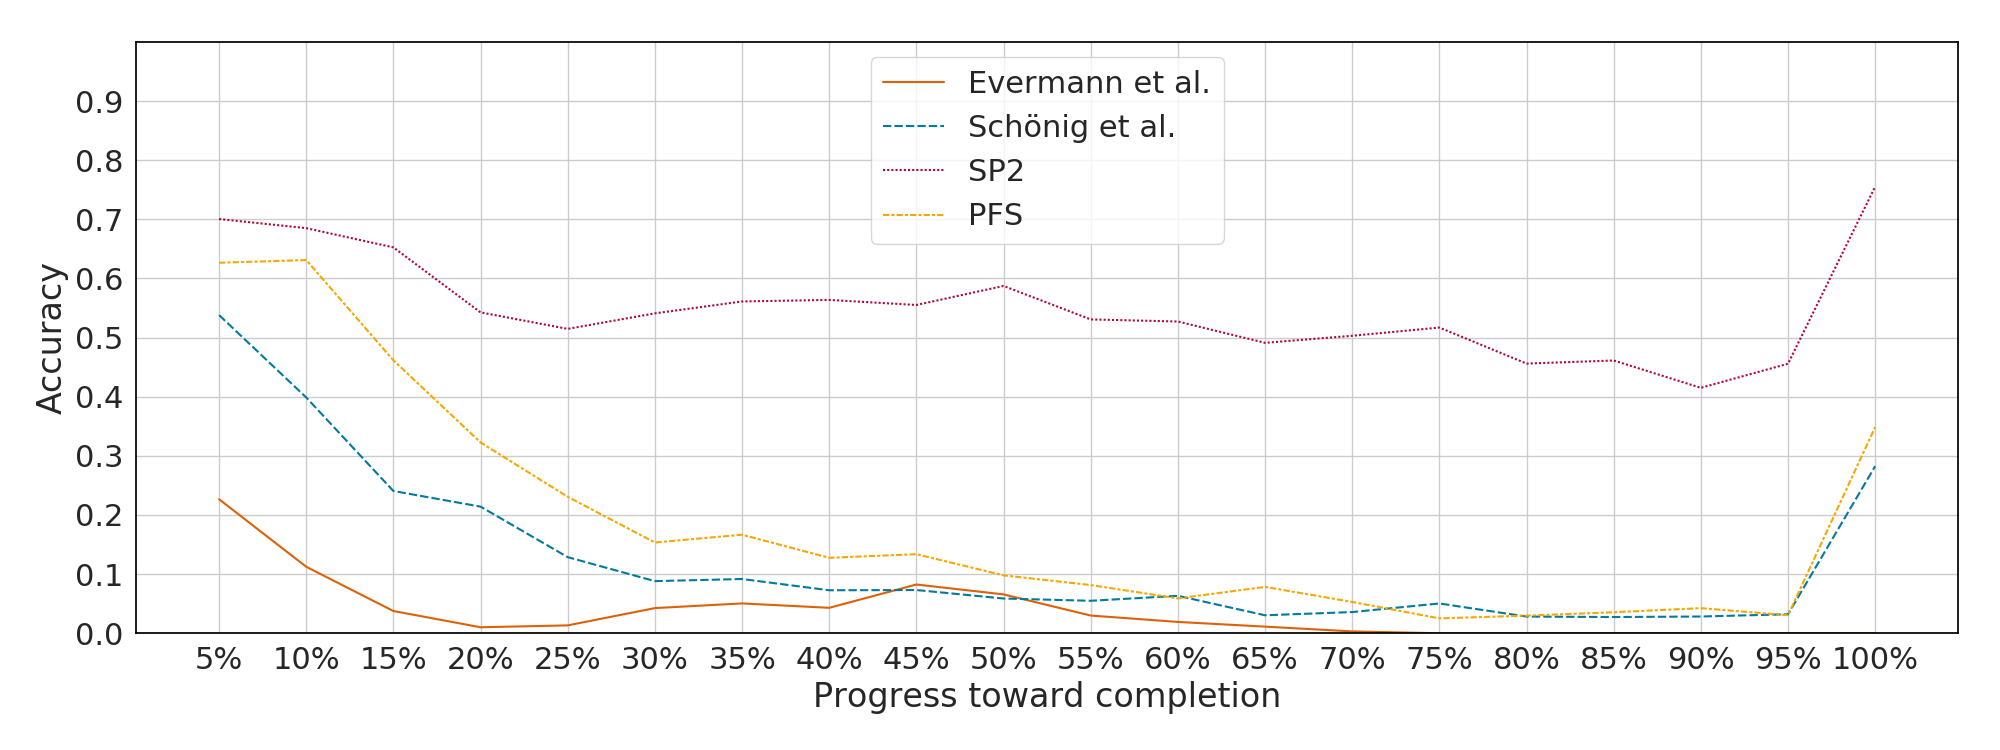 Evermann et al.
Schönig et al.
SP2
PFS
Accuracy
0.9
0.8
0.7
0.6
0.5
0.4
0.3
0.2
0.1
0.0
5% 10% 15% 20% 25% 30% 35% 40% 45% 50% 55% 60% 65% 70% 75% 80% 85% 90% 95% 100%
Progress toward completion